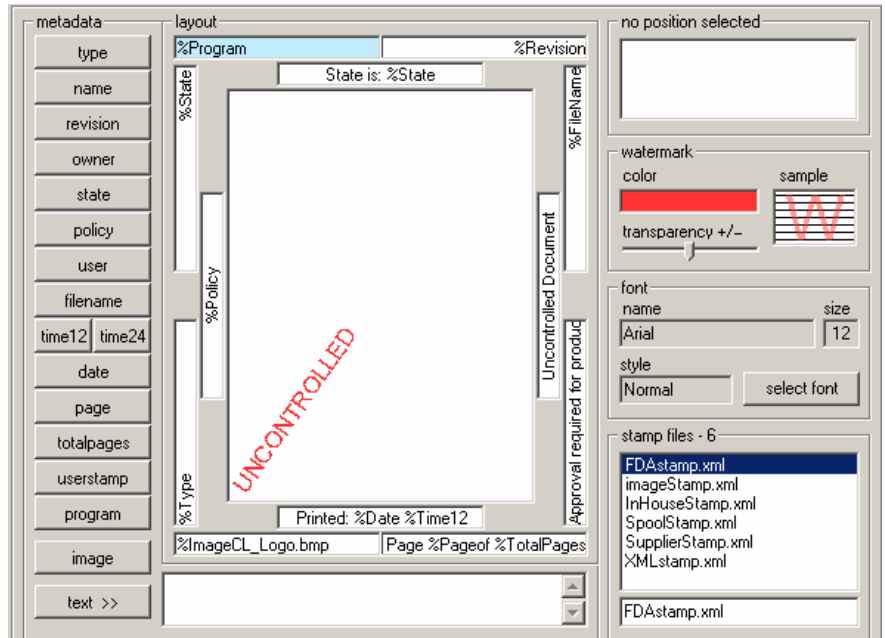 metadata
type
name
revision
owner
state
policy
user
filename
time12 time24
date
page
totalpages
userstamp
program
image
text >>
layout
%Program
%Revision
State is: %State
%State
%FileName
%Policy
Uncontrolled Document
UNCONTROLLED
%Type
Approval required for produc
Printed: %Date %Time12
%ImageCL_Logo.bmp
Page %Pageof %TotalPages
no position selected
watermark
color
sample
W
transparency +/-
font
name
size
Arial
12
style
Normal
select font
stamp files - 6
FDAstamp.xml
imageStamp.xml
InHouseStamp.xml
SpoolStamp.xml
SupplierStamp.xml
XMLstamp.xml
FDAstamp.xml